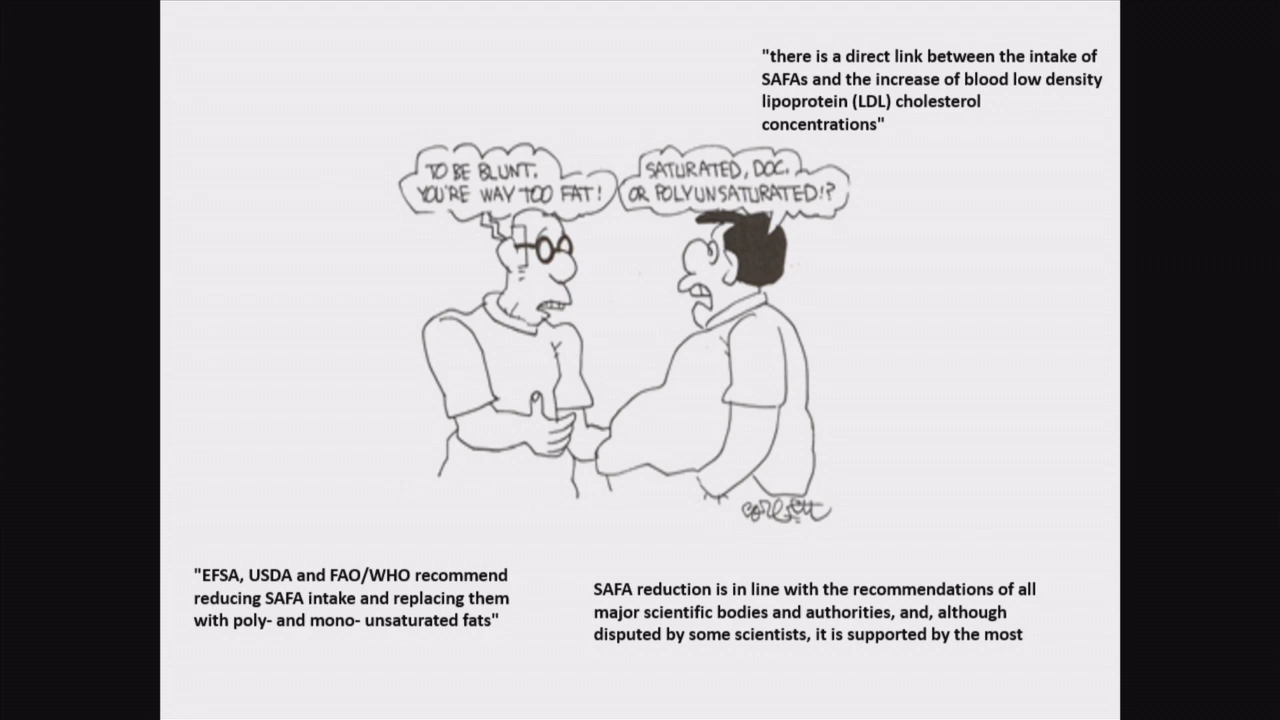 "there is a direct link between the intake of
SAFAs and the increase of blood low density
lipoprotein (LDL) cholesterol
concentrations"
TO BE BLUNT.
YOU'RE WAY TOO FAT!
SATURATED, DOC.
OR POLYUNSATURATED!?
"EFSA, USDA and FAO/WHO recommend
reducing SAFA intake and replacing them
with poly- and mono- unsaturated fats"
SAFA reduction is in line with the recommendations of all
major scientific bodies and authorities, and, although
disputed by some scientists, it is supported by the most